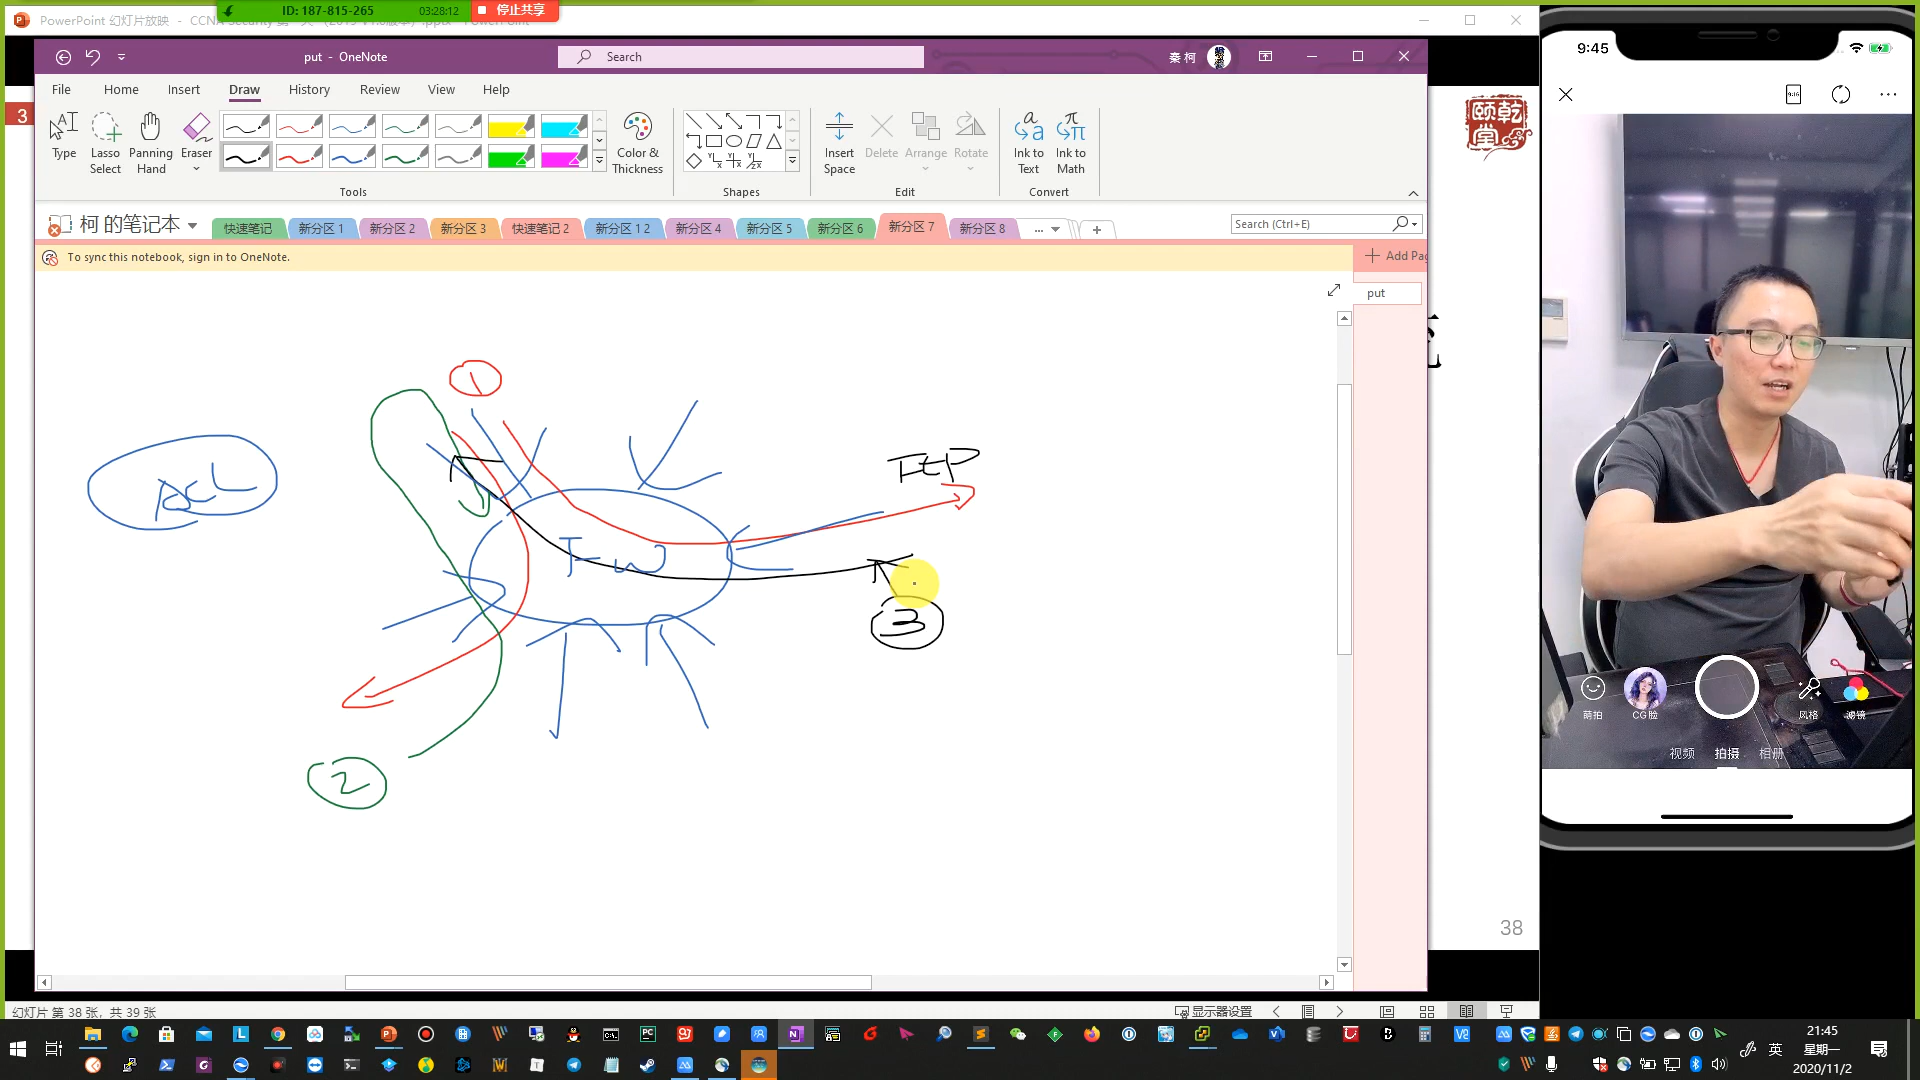 PowerPoint 幻灯片放映 - CCNA Security
ID: 187-815-265
03:28:12
停止共享
put - OneNote
Search
秦 柯
File Home Insert Draw History Review View Help
Type
Lasso Select
Panning Hand
Eraser
Color & Thickness
Insert Space
Delete
Arrange
Rotate
Ink to Text
Ink to Math
Tools
Shapes
Edit
Convert
柯 的笔记本
快速笔记
新分区 1
新分区 2
新分区 3
快速笔记 2
新分区 1 2
新分区 4
新分区 5
新分区 6
新分区 7
新分区 8
Search (Ctrl+E)
To sync this notebook, sign in to OneNote.
Add Pag
put
3
1
ACL
FW
3
2
38
幻灯片 第 38 张，共 39 张
显示器设置
颐乾堂
9:45
萌拍
CG脸
风格
滤镜
视频 拍摄 相册
英
21:45
星期一
2020/11/2